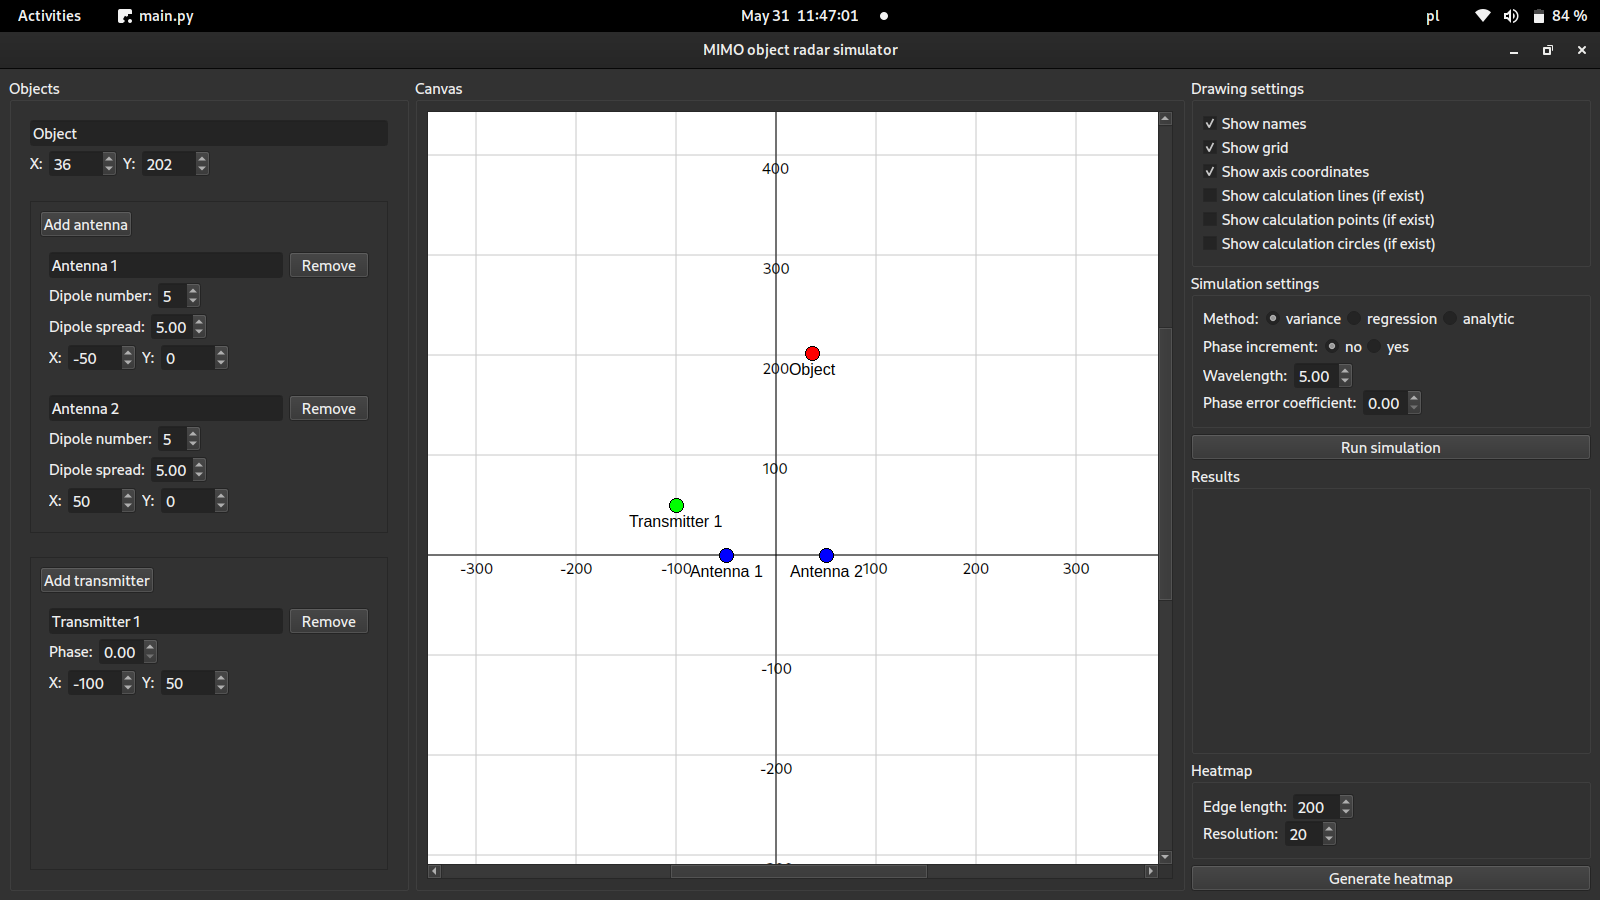 Activities main.py May 31 11:47:01 pl 84 %
MIMO object radar simulator
Objects
Object
X: 36 Y: 202
Add antenna
Antenna 1 Remove
Dipole number: 5
Dipole spread: 5.00
X: -50 Y: 0
Antenna 2 Remove
Dipole number: 5
Dipole spread: 5.00
X: 50 Y: 0
Add transmitter
Transmitter 1 Remove
Phase: 0.00
X: -100 Y: 50
Canvas
400
300
200 Object
100
Transmitter 1
-300 -200 -100 Antenna 1 Antenna 2 100 200 300
-100
-200
Drawing settings
Show names
Show grid
Show axis coordinates
Show calculation lines (if exist)
Show calculation points (if exist)
Show calculation circles (if exist)
Simulation settings
Method: variance regression analytic
Phase increment: no yes
Wavelength: 5.00
Phase error coefficient: 0.00
Run simulation
Results
Heatmap
Edge length: 200
Resolution: 20
Generate heatmap